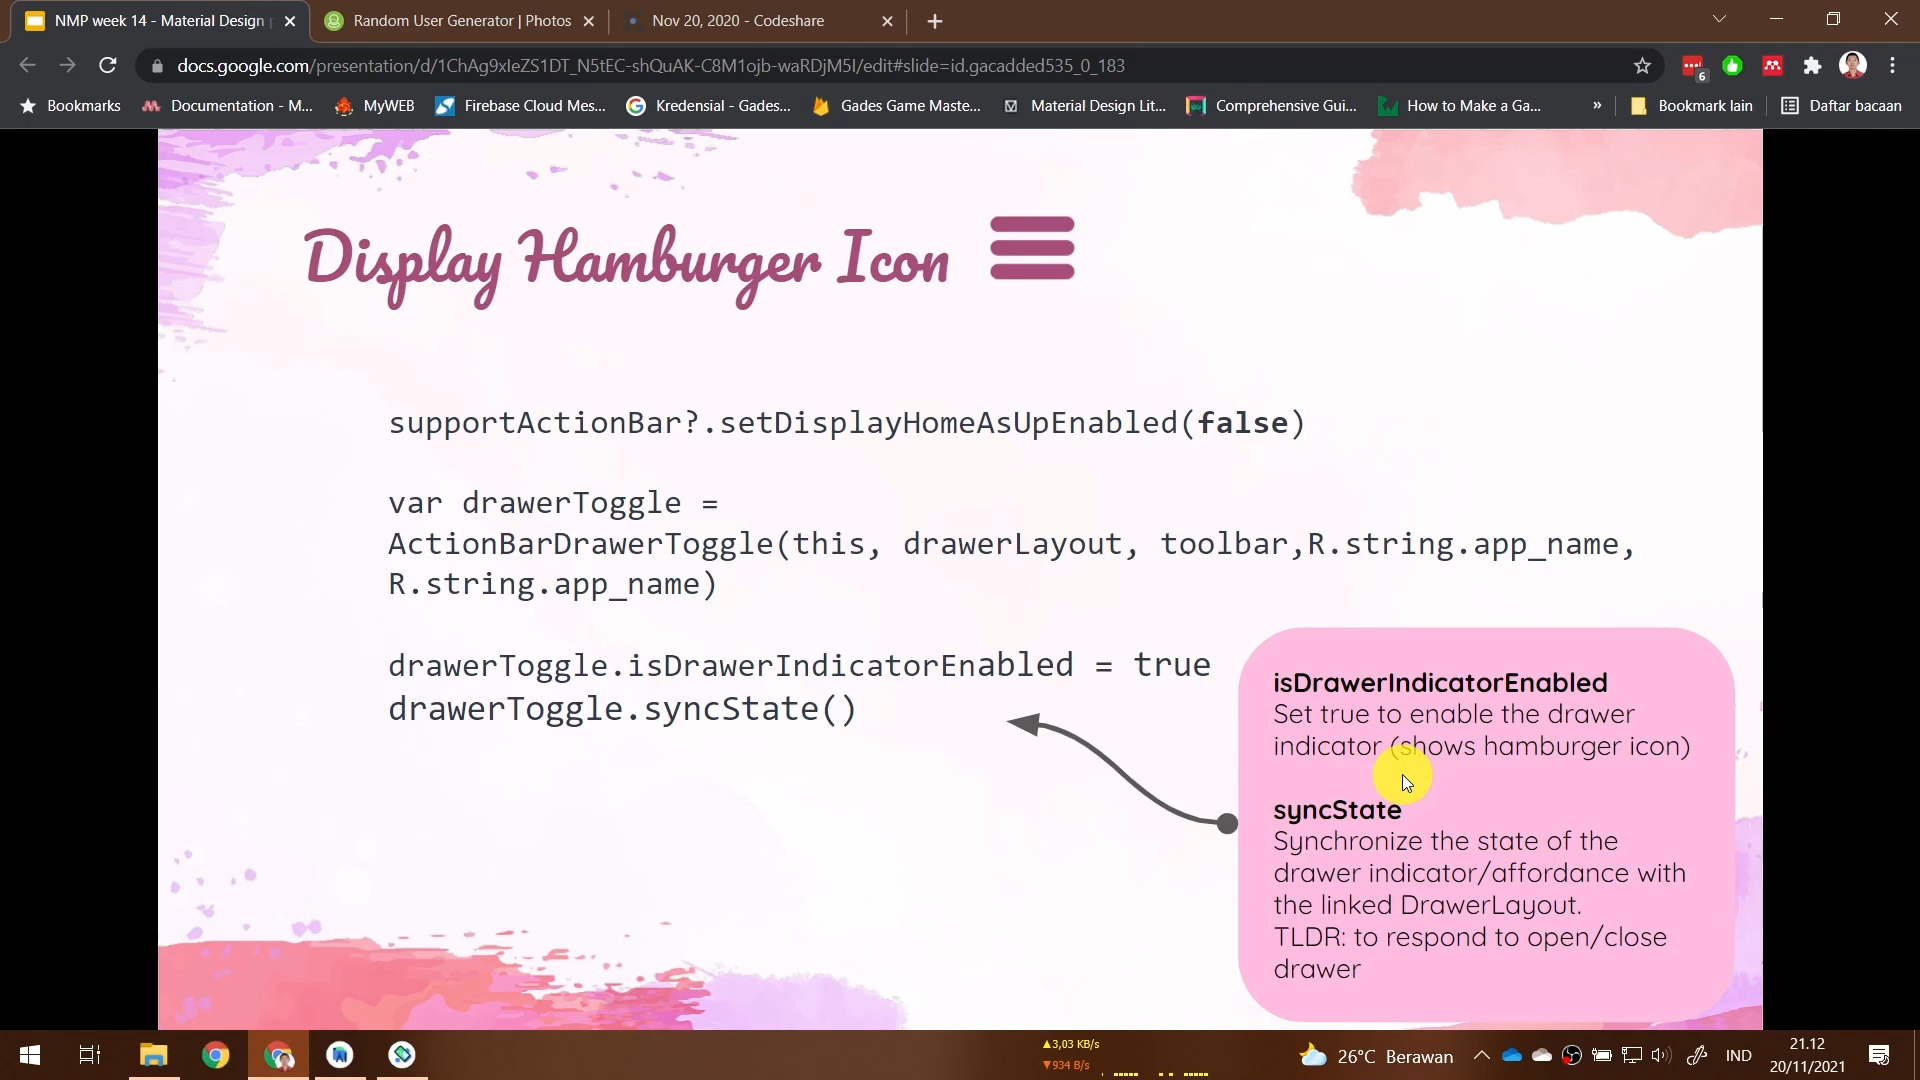 NMP week 14 - Material Design
Random User Generator | Photos
Nov 20, 2020 - Codeshare
docs.google.com/presentation/d/1ChAg9xIeZS1DT_N5tEC-shQuAK-C8M1ojb-waRDjM5I/edit#slide=id.gacadded535_0_183
6
Bookmarks
Documentation - M...
MyWEB
Firebase Cloud Mes...
Kredensial - Gades...
Gades Game Maste...
Material Design Lit...
Comprehensive Gui...
How to Make a Ga...
»
Bookmark lain
Daftar bacaan
Display Hamburger Icon
supportActionBar?.setDisplayHomeAsUpEnabled(false)
var drawerToggle =
ActionBarDrawerToggle(this, drawerLayout, toolbar,R.string.app_name,
R.string.app_name)
drawerToggle.isDrawerIndicatorEnabled = true
drawerToggle.syncState()
isDrawerIndicatorEnabled
Set true to enable the drawer
indicator (shows hamburger icon)
syncState
Synchronize the state of the
drawer indicator/affordance with
the linked DrawerLayout.
TLDR: to respond to open/close
drawer
▲3,03 KB/s
▼934 B/s
26°C Berawan
IND
21.12
20/11/2021